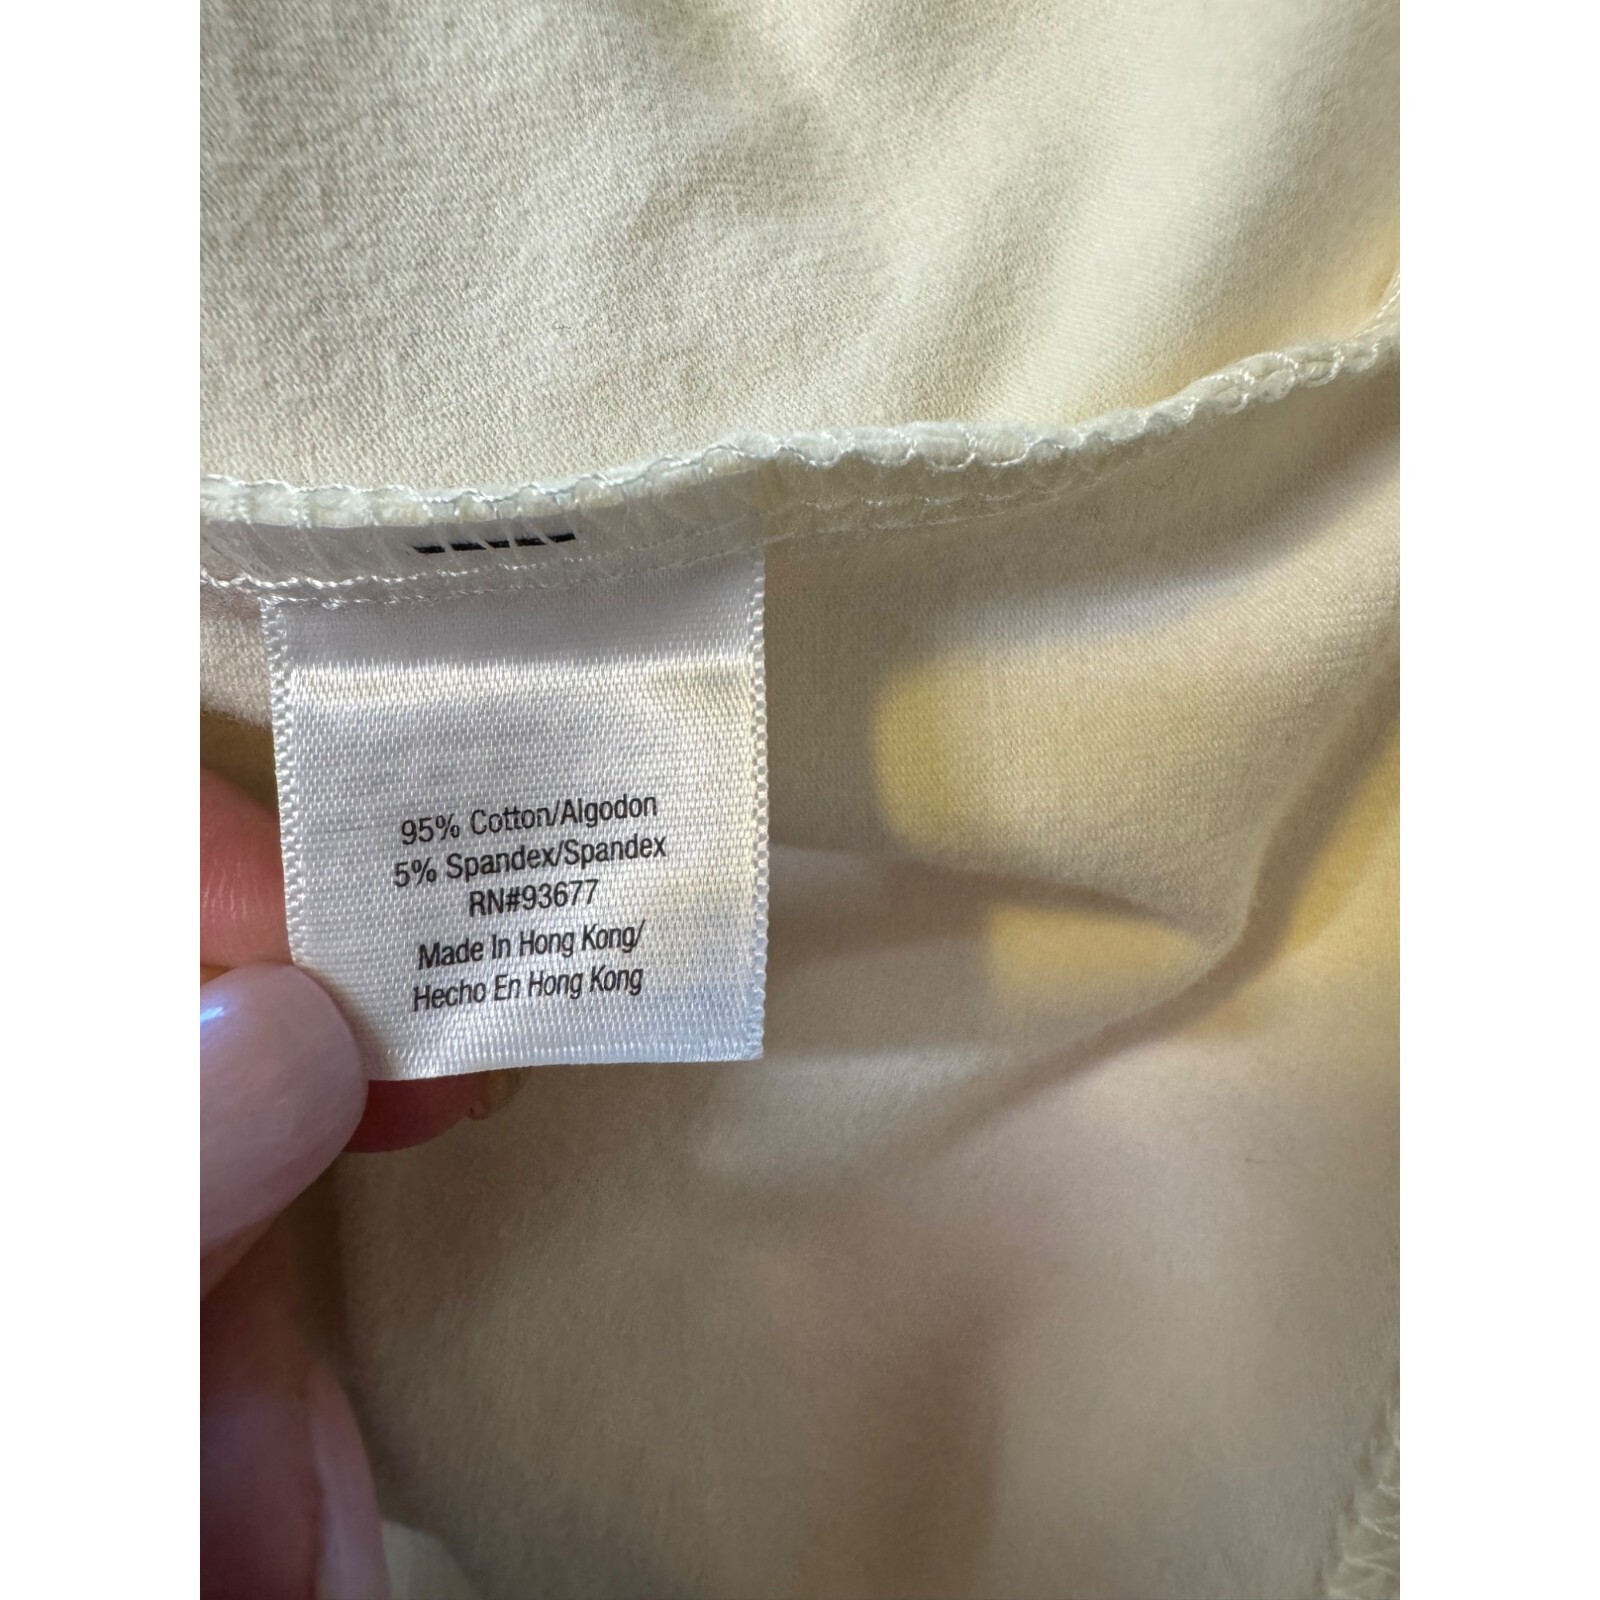 95% Cotton/Algodon
5% Spandex/Spandex
RN#93677
Made In Hong Kong/
Hecho En Hong Kong